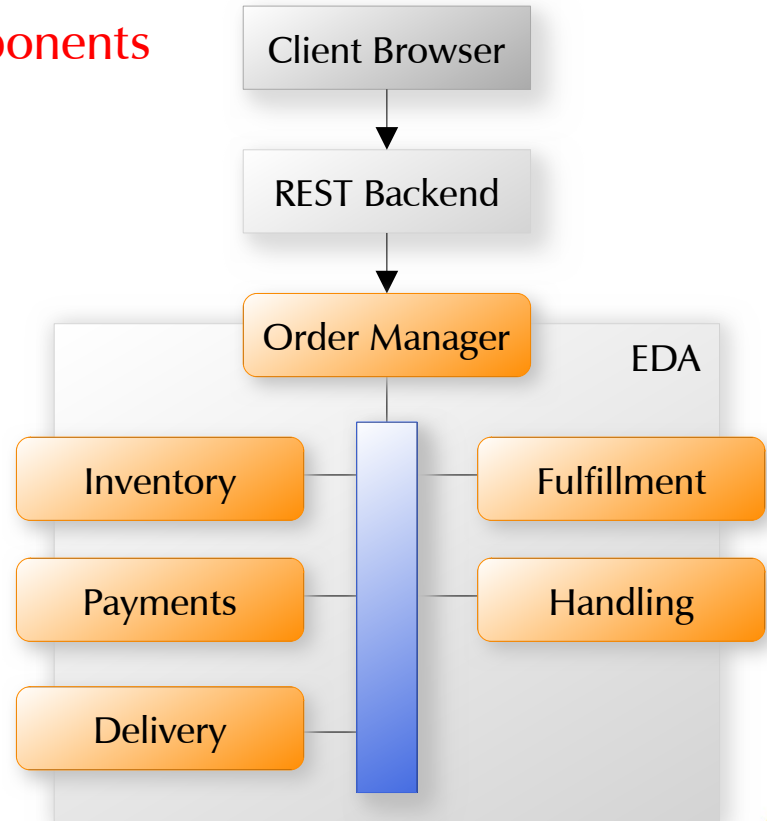 ponents
Client Browser
REST Backend
Order Manager
EDA
Inventory
Fulfillment
Payments
Handling
Delivery